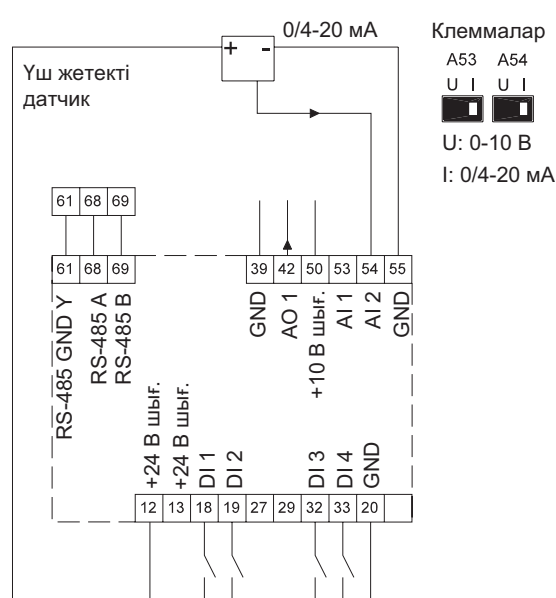 0/4-20 мА
Клеммалар
+ -
A53 A54
Үш жетекті
датчик
U I U I
U: 0-10 В
I: 0/4-20 мА
61 68 69
61 68 69
39 42 50 53 54 55
RS-485 GND Y
RS-485 A
RS-485 B
GND
AO 1
+10 В шығ.
AI 1
AI 2
GND
+24 В шығ.
+24 В шығ.
DI 1
DI 2
DI 3
DI 4
GND
12 13 18 19 27 29 32 33 20